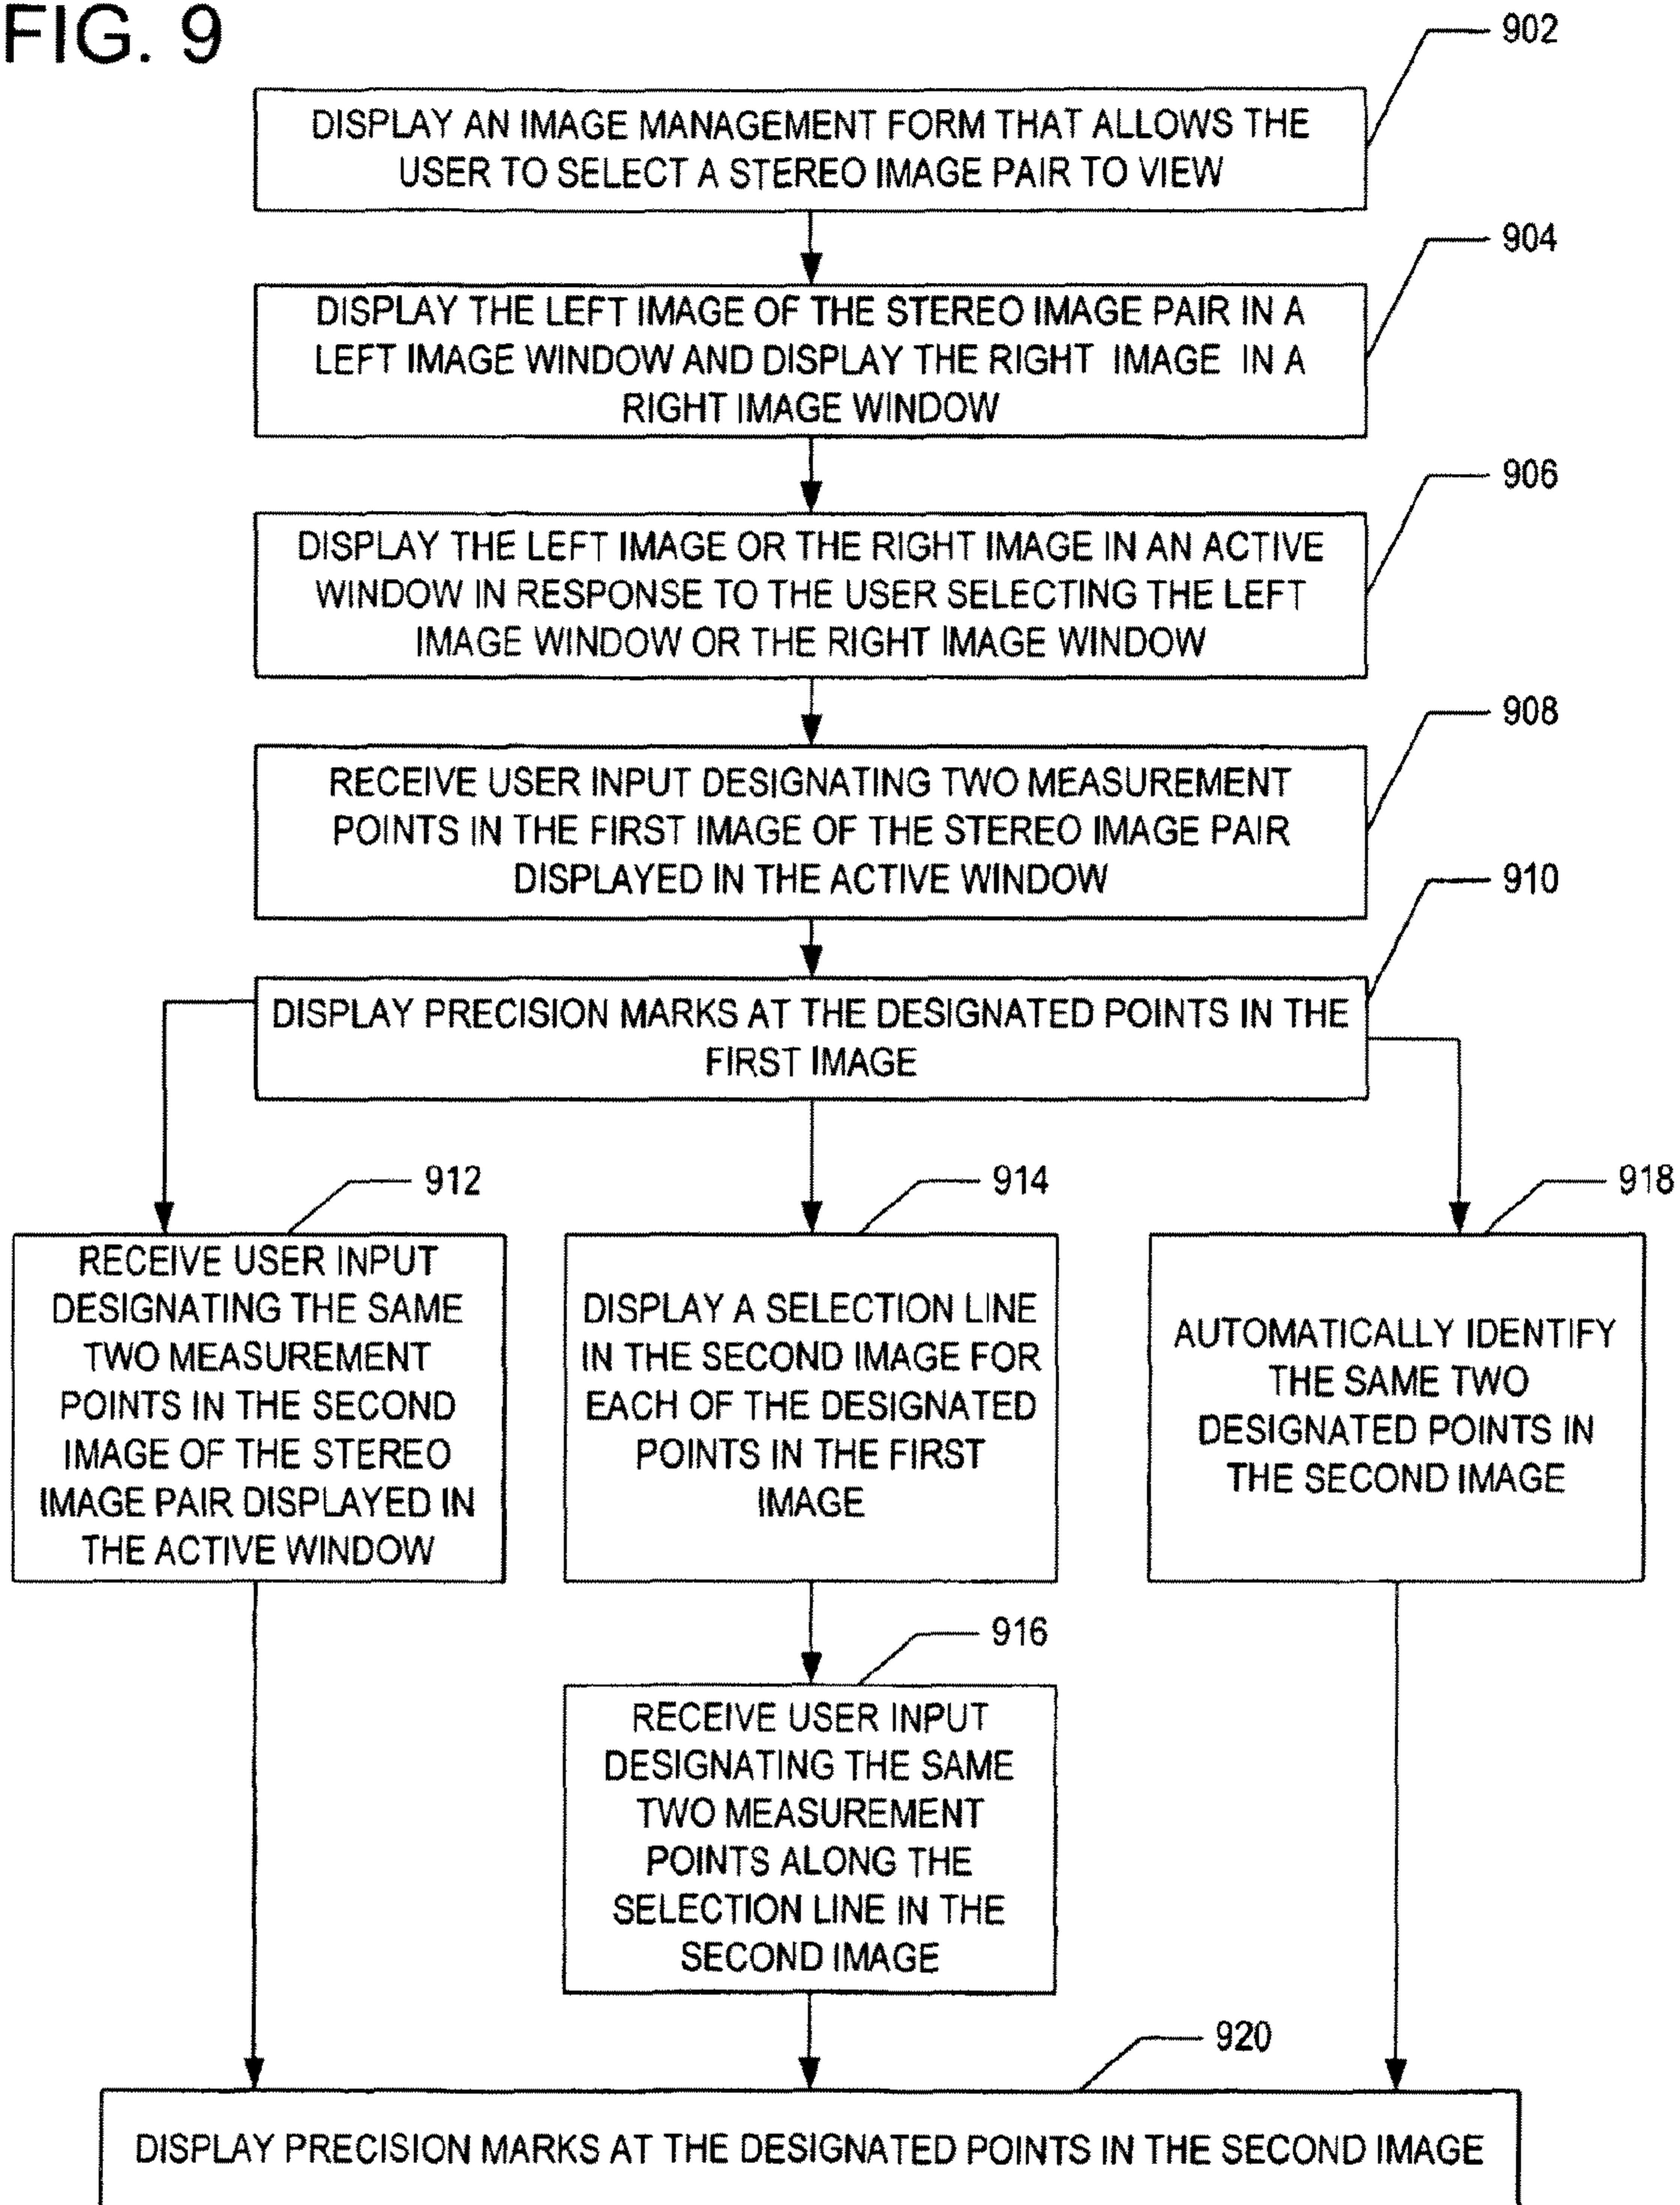 FIG. 9
902
DISPLAY AN IMAGE MANAGEMENT FORM THAT ALLOWS THE
USER TO SELECT A STEREO IMAGE PAIR TO VIEW
904
DISPLAY THE LEFT IMAGE OF THE STEREO IMAGE PAIR IN A
LEFT IMAGE WINDOW AND DISPLAY THE RIGHT IMAGE IN A
RIGHT IMAGE WINDOW
906
DISPLAY THE LEFT IMAGE OR THE RIGHT IMAGE IN AN ACTIVE
WINDOW IN RESPONSE TO THE USER SELECTING THE LEFT
IMAGE WINDOW OR THE RIGHT IMAGE WINDOW
908
RECEIVE USER INPUT DESIGNATING TWO MEASUREMENT
POINTS IN THE FIRST IMAGE OF THE STEREO IMAGE PAIR
DISPLAYED IN THE ACTIVE WINDOW
910
DISPLAY PRECISION MARKS AT THE DESIGNATED POINTS IN THE
FIRST IMAGE
912
RECEIVE USER INPUT
DESIGNATING THE SAME
TWO MEASUREMENT
POINTS IN THE SECOND
IMAGE OF THE STEREO
IMAGE PAIR DISPLAYED IN
THE ACTIVE WINDOW
914
DISPLAY A SELECTION LINE
IN THE SECOND IMAGE FOR
EACH OF THE DESIGNATED
POINTS IN THE FIRST
IMAGE
918
AUTOMATICALLY IDENTIFY
THE SAME TWO
DESIGNATED POINTS IN
THE SECOND IMAGE
916
RECEIVE USER INPUT
DESIGNATING THE SAME
TWO MEASUREMENT
POINTS ALONG THE
SELECTION LINE IN THE
SECOND IMAGE
920
DISPLAY PRECISION MARKS AT THE DESIGNATED POINTS IN THE SECOND IMAGE